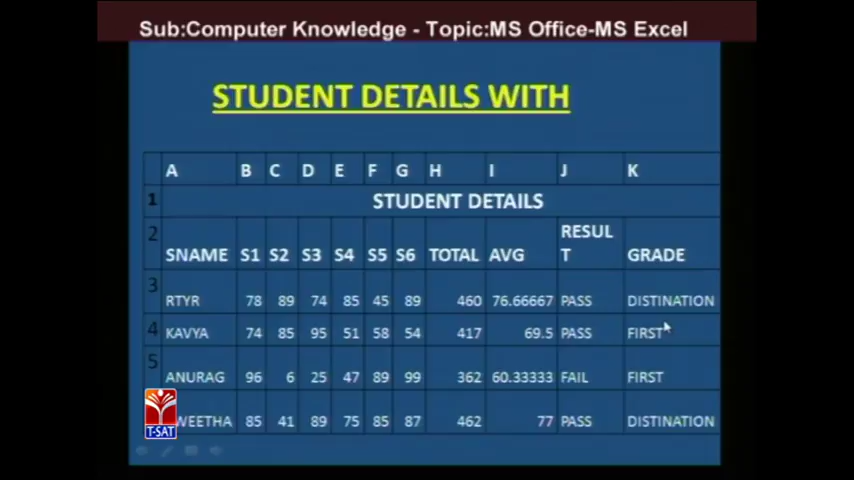 Sub:Computer Knowledge - Topic:MS Office-MS Excel
STUDENT DETAILS WITH
A B C D E F G H I J K
1 STUDENT DETAILS
2 SNAME S1 S2 S3 S4 S5 S6 TOTAL AVG RESUL T GRADE
3 RTYR 78 89 74 85 45 89 460 76.66667 PASS DISTINATION
4 KAVYA 74 85 95 51 58 54 417 69.5 PASS FIRST
5 ANURAG 96 6 25 47 89 99 362 60.33333 FAIL FIRST
WEETHA 85 41 89 75 85 87 462 77 PASS DISTINATION
T-SAT